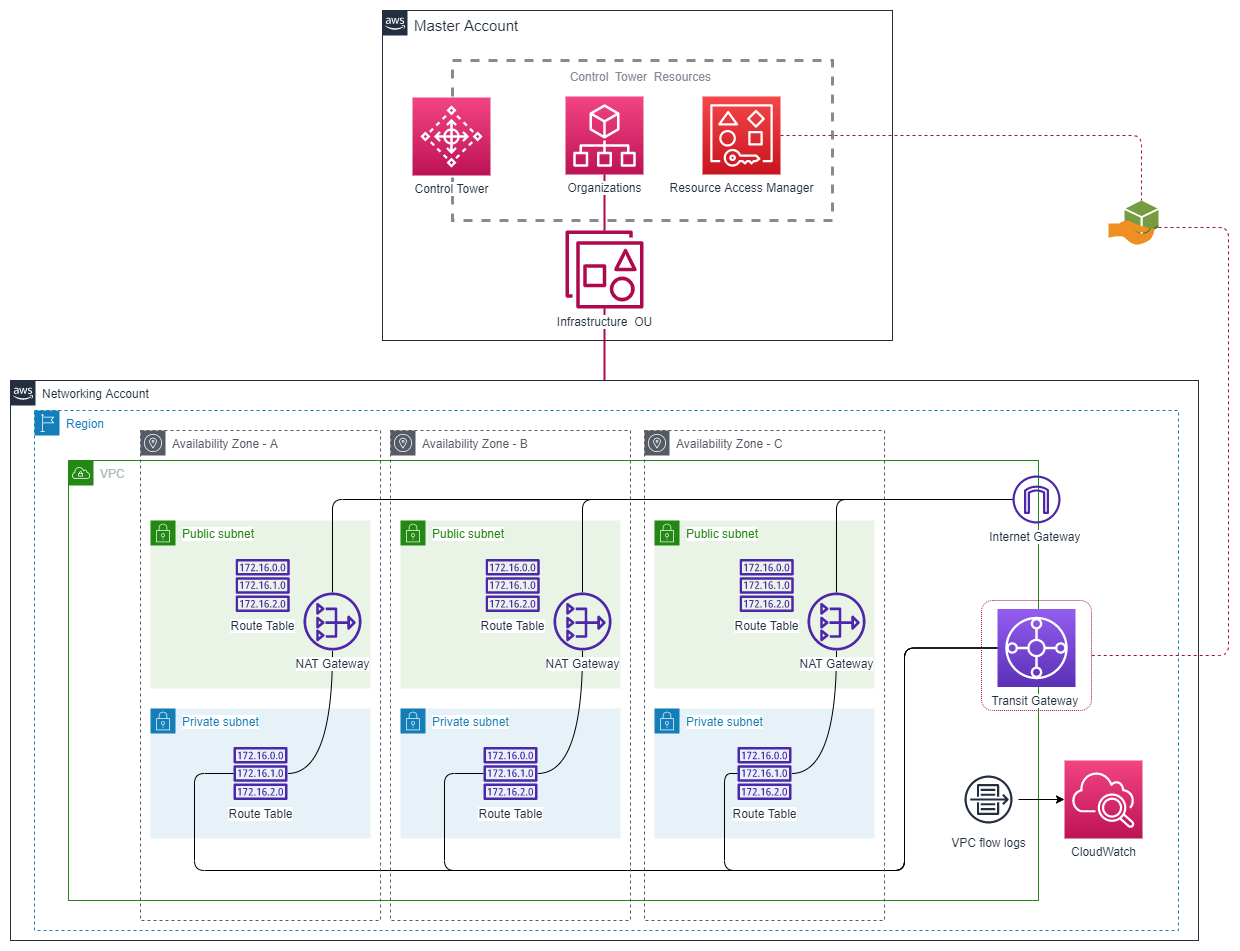 aws
Master Account
Control Tower Resources
Control Tower
Organizations
Resource Access Manager
Infrastructure OU
aws
Networking Account
Region
Availability Zone - A
Availability Zone - B
Availability Zone - C
VPC
Internet Gateway
Public subnet
172.16.0.0
172.16.1.0
172.16.2.0
Route Table
NAT Gateway
Public subnet
172.16.0.0
172.16.1.0
172.16.2.0
Route Table
NAT Gateway
Public subnet
172.16.0.0
172.16.1.0
172.16.2.0
Route Table
NAT Gateway
Transit Gateway
Private subnet
172.16.0.0
172.16.1.0
172.16.2.0
Route Table
Private subnet
172.16.0.0
172.16.1.0
172.16.2.0
Route Table
Private subnet
172.16.0.0
172.16.1.0
172.16.2.0
Route Table
VPC flow logs
CloudWatch